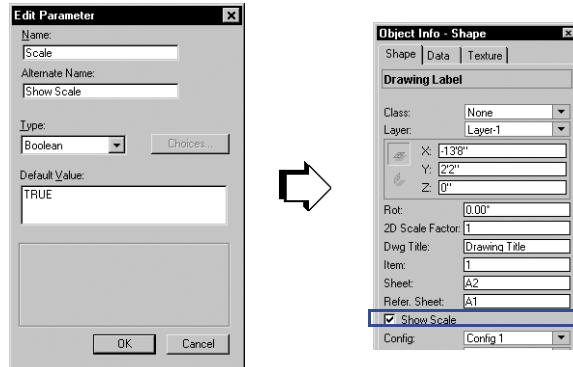 Edit Parameter
Name:
Scale
Alternate Name:
Show Scale
Type:
Boolean
Choices...
Default Value:
TRUE
OK Cancel
Object Info - Shape
Shape Data Texture
Drawing Label
Class: None
Layer: Layer-1
X: -13'8"
Y: 2'2"
Z: 0"
Rot: 0.00°
2D Scale Factor: 1
Dwg Title: Drawing Title
Item: 1
Sheet: A2
Refer. Sheet: A1
Show Scale
Config: Config 1